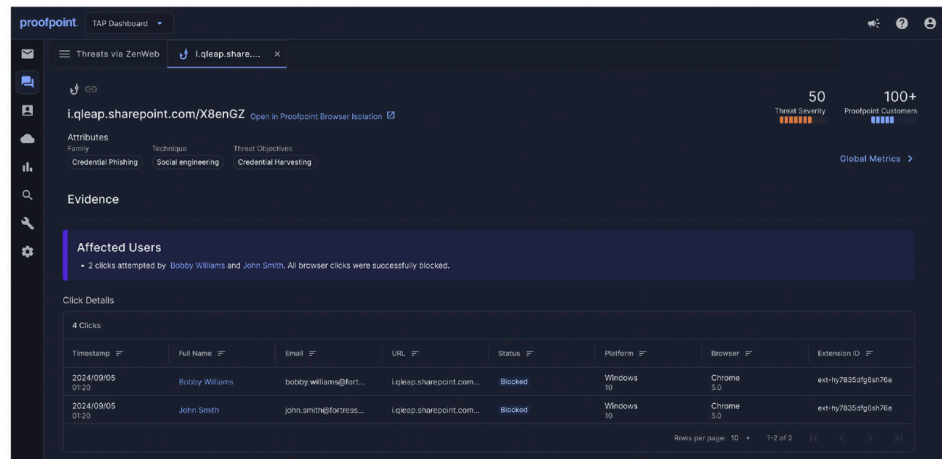 proofpoint. TAP Dashboard
Threats via ZenWeb i.qleap.share....
i.qleap.sharepoint.com/X8enGZ Open in Proofpoint Browser Isolation
50 100+
Threat Severity Proofpoint Customers
Attributes
Family Technique Threat Objectives
Credential Phishing Social engineering Credential Harvesting
Global Metrics
Evidence
Affected Users
• 2 clicks attempted by Bobby Williams and John Smith. All browser clicks were successfully blocked.
Click Details
4 Clicks
Timestamp Full Name Email URL Status Platform Browser Extension ID
2024/09/05 01:20 Bobby Williams bobby.williams@fort... i.qleap.sharepoint.com... Blocked Windows 10 Chrome 5.0 ext-hy7835dfg6sh76e
2024/09/05 01:20 John Smith john.smith@fortress... i.qleap.sharepoint.com... Blocked Windows 10 Chrome 5.0 ext-hy7835dfg6sh76e
Rows per page: 10 1-2 of 2